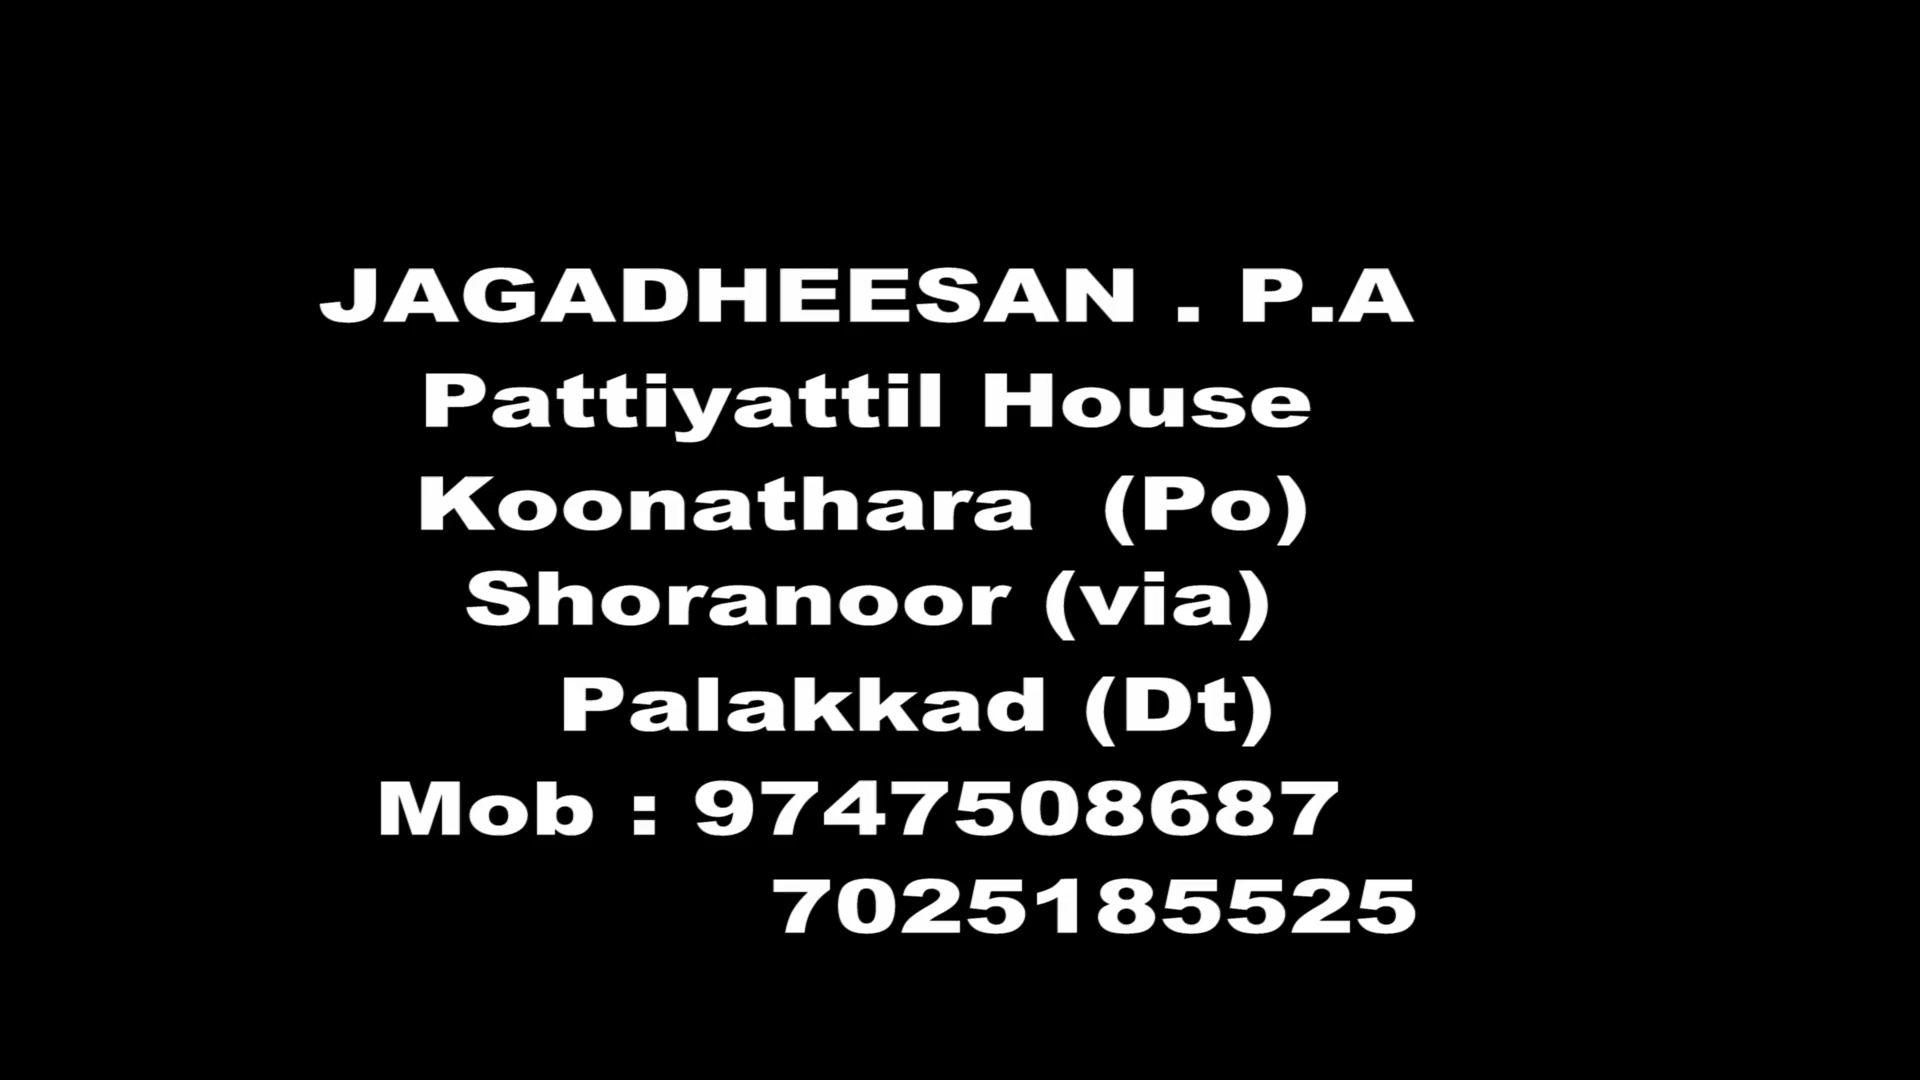 JAGADHEESAN . P.A
Pattiyattil House
Koonathara (Po)
Shoranoor (via)
Palakkad (Dt)
Mob : 9747508687
7025185525